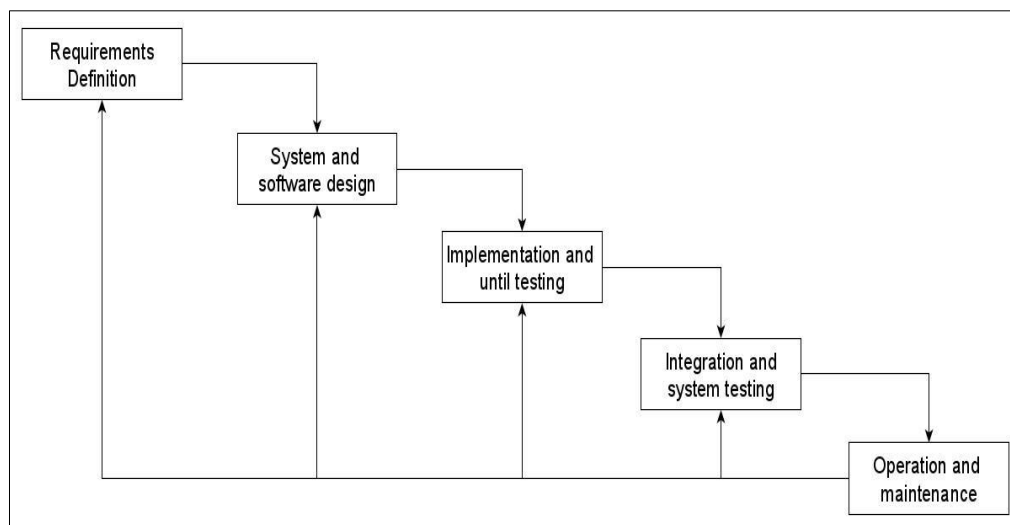 Requirements
Definition
System and
software design
Implementation and
until testing
Integration and
system testing
Operation and
maintenance